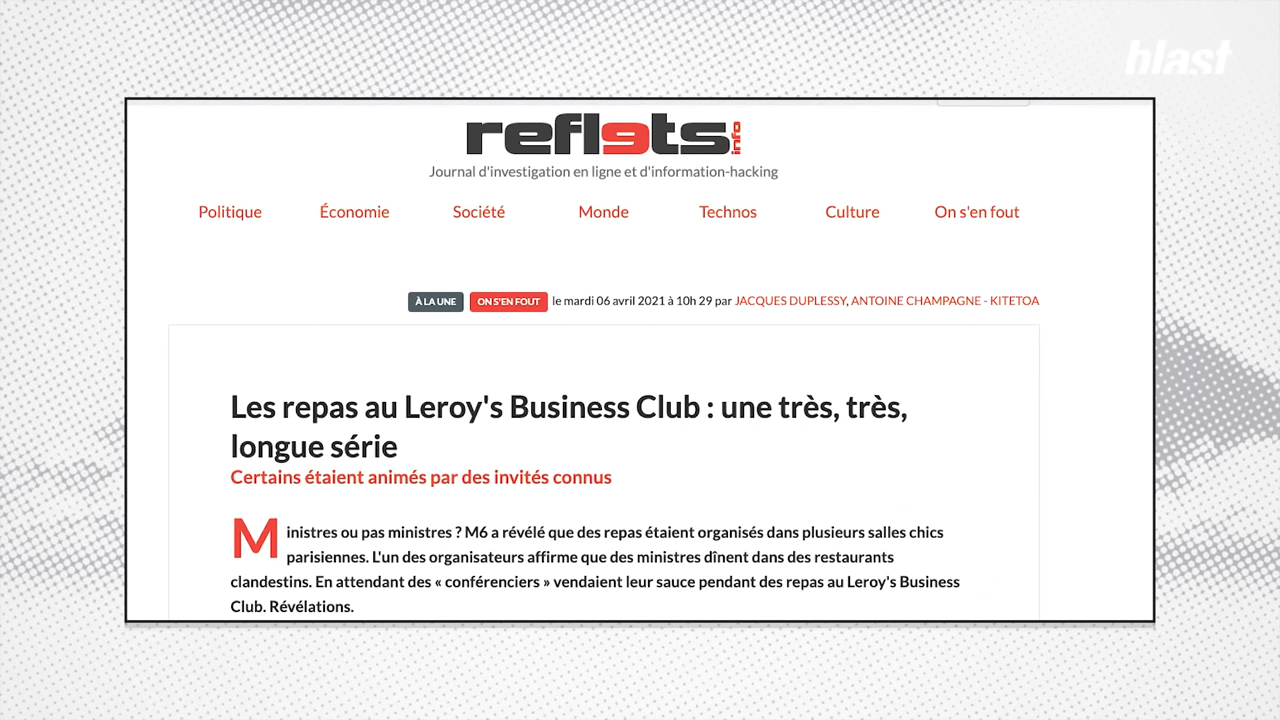 blast
reflets
info
Journal d'investigation en ligne et d'information-hacking
Politique Économie Société Monde Technos Culture On s'en fout
À LA UNE ON S'EN FOUT le mardi 06 avril 2021 à 10h 29 par JACQUES DUPLESSY, ANTOINE CHAMPAGNE - KITETOA
Les repas au Leroy's Business Club : une très, très,
longue série
Certains étaient animés par des invités connus
Ministres ou pas ministres ? M6 a révélé que des repas étaient organisés dans plusieurs salles chics
parisiennes. L'un des organisateurs affirme que des ministres dînent dans des restaurants
clandestins. En attendant des « conférenciers » vendaient leur sauce pendant des repas au Leroy's Business
Club. Révélations.